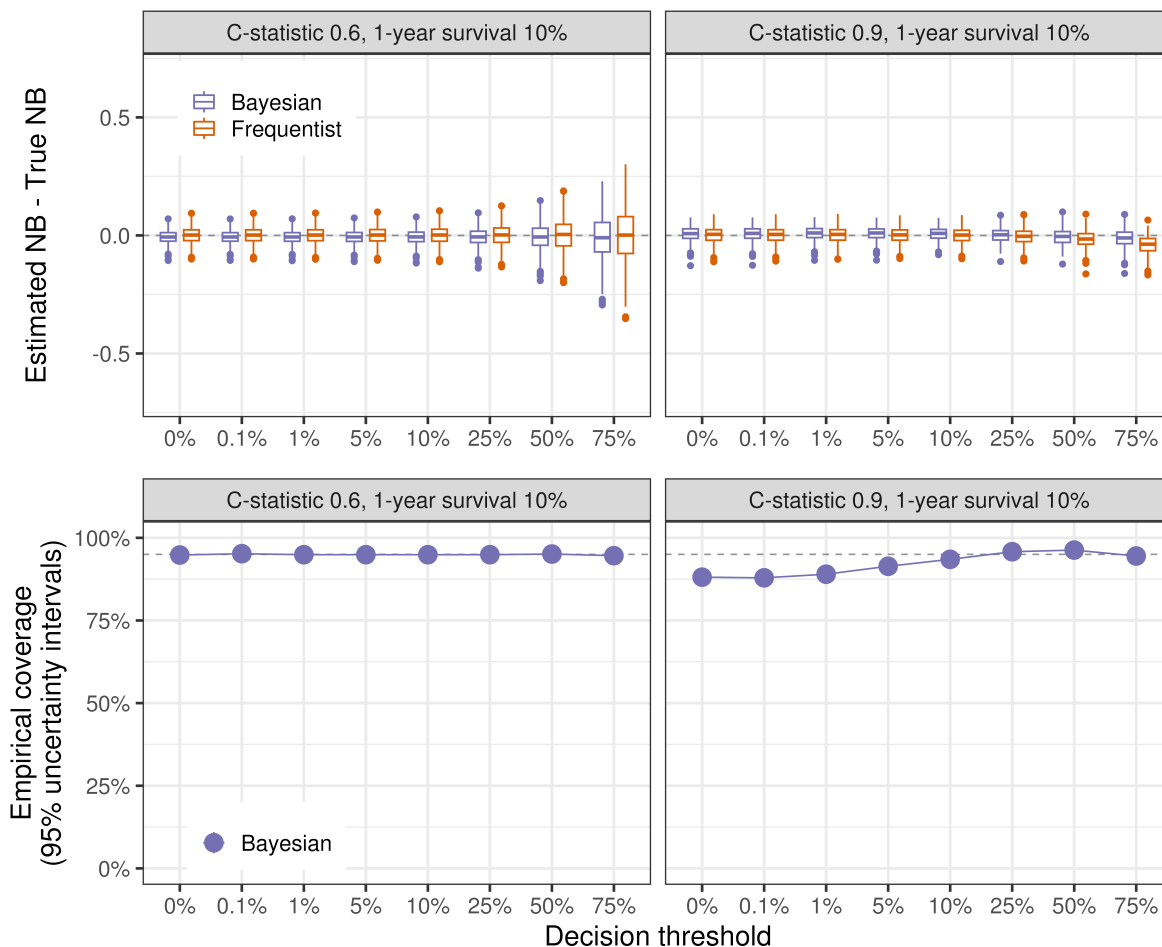 C-statistic 0.6, 1-year survival 10%
C-statistic 0.9, 1-year survival 10%
Estimated NB - True NB
0.5
0.0
-0.5
Bayesian
Frequentist
0% 0.1% 1% 5% 10% 25% 50% 75%
0% 0.1% 1% 5% 10% 25% 50% 75%
C-statistic 0.6, 1-year survival 10%
C-statistic 0.9, 1-year survival 10%
Empirical coverage
(95% uncertainty intervals)
100%
75%
50%
25%
0%
Bayesian
0% 0.1% 1% 5% 10% 25% 50% 75%
0% 0.1% 1% 5% 10% 25% 50% 75%
Decision threshold